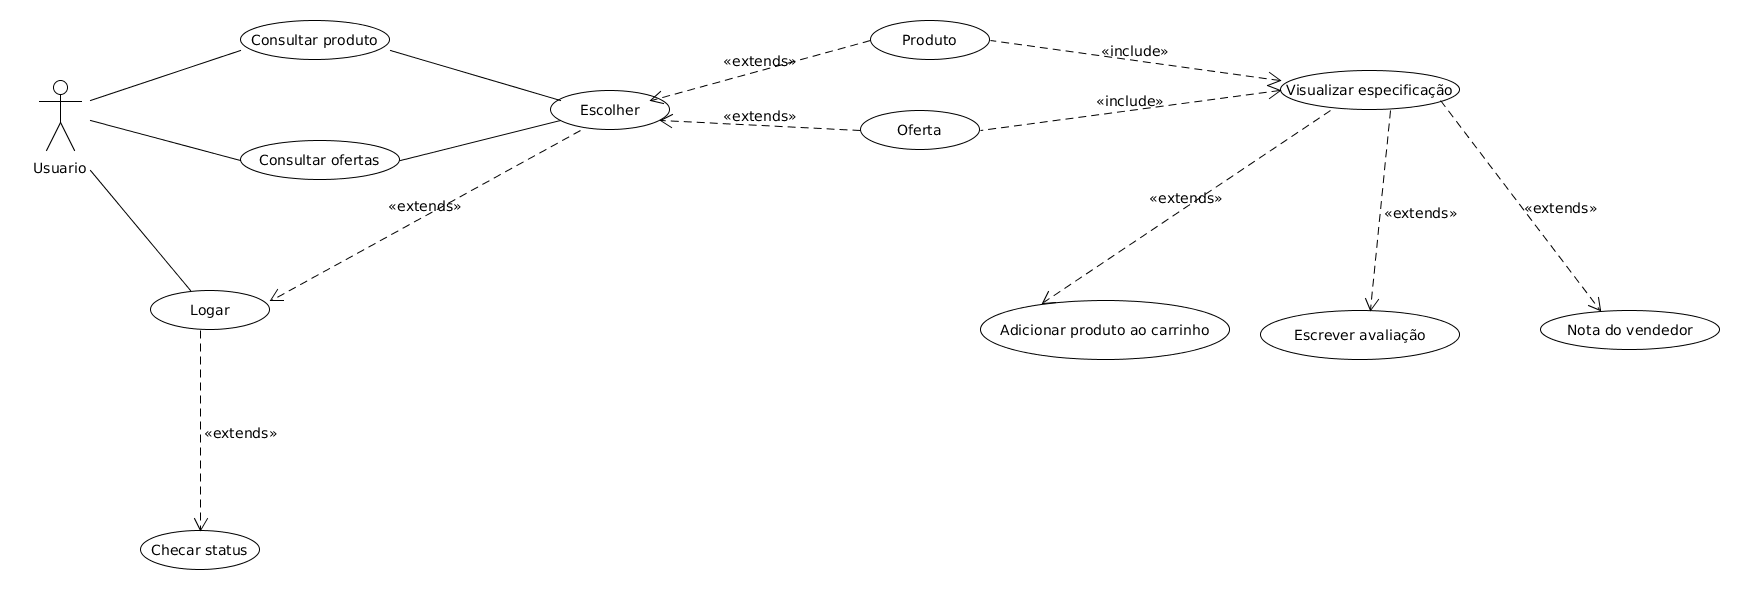 Consultar produto
Produto
«include»
«extends»
Visualizar especificação
Escolher
«include»
«extends»
Oferta
Consultar ofertas
Usuario
«extends»
«extends»
«extends»
«extends»
Logar
Adicionar produto ao carrinho
Escrever avaliação
Nota do vendedor
«extends»
Checar status